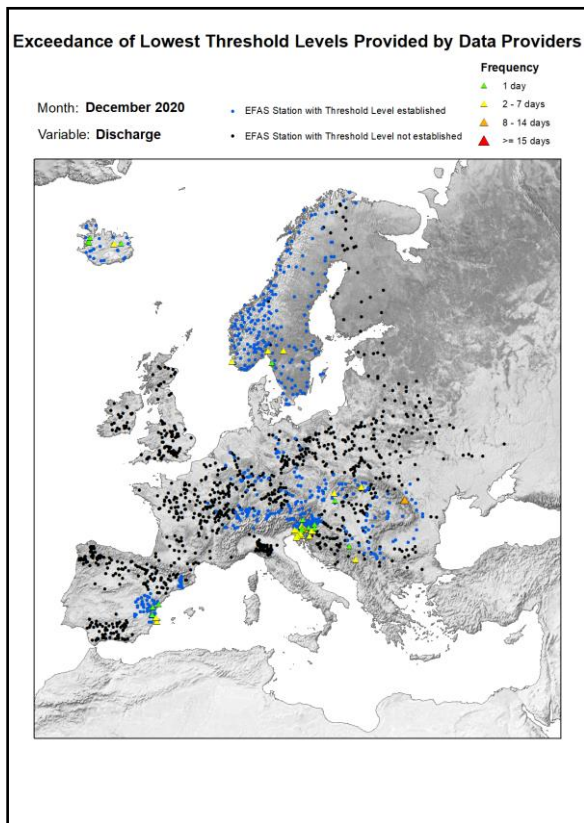 Exceedance of Lowest Threshold Levels Provided by Data Providers
Frequency
1 day
2 - 7 days
8 - 14 days
>= 15 days
Month: December 2020
EFAS Station with Threshold Level established
Variable: Discharge
EFAS Station with Threshold Level not established